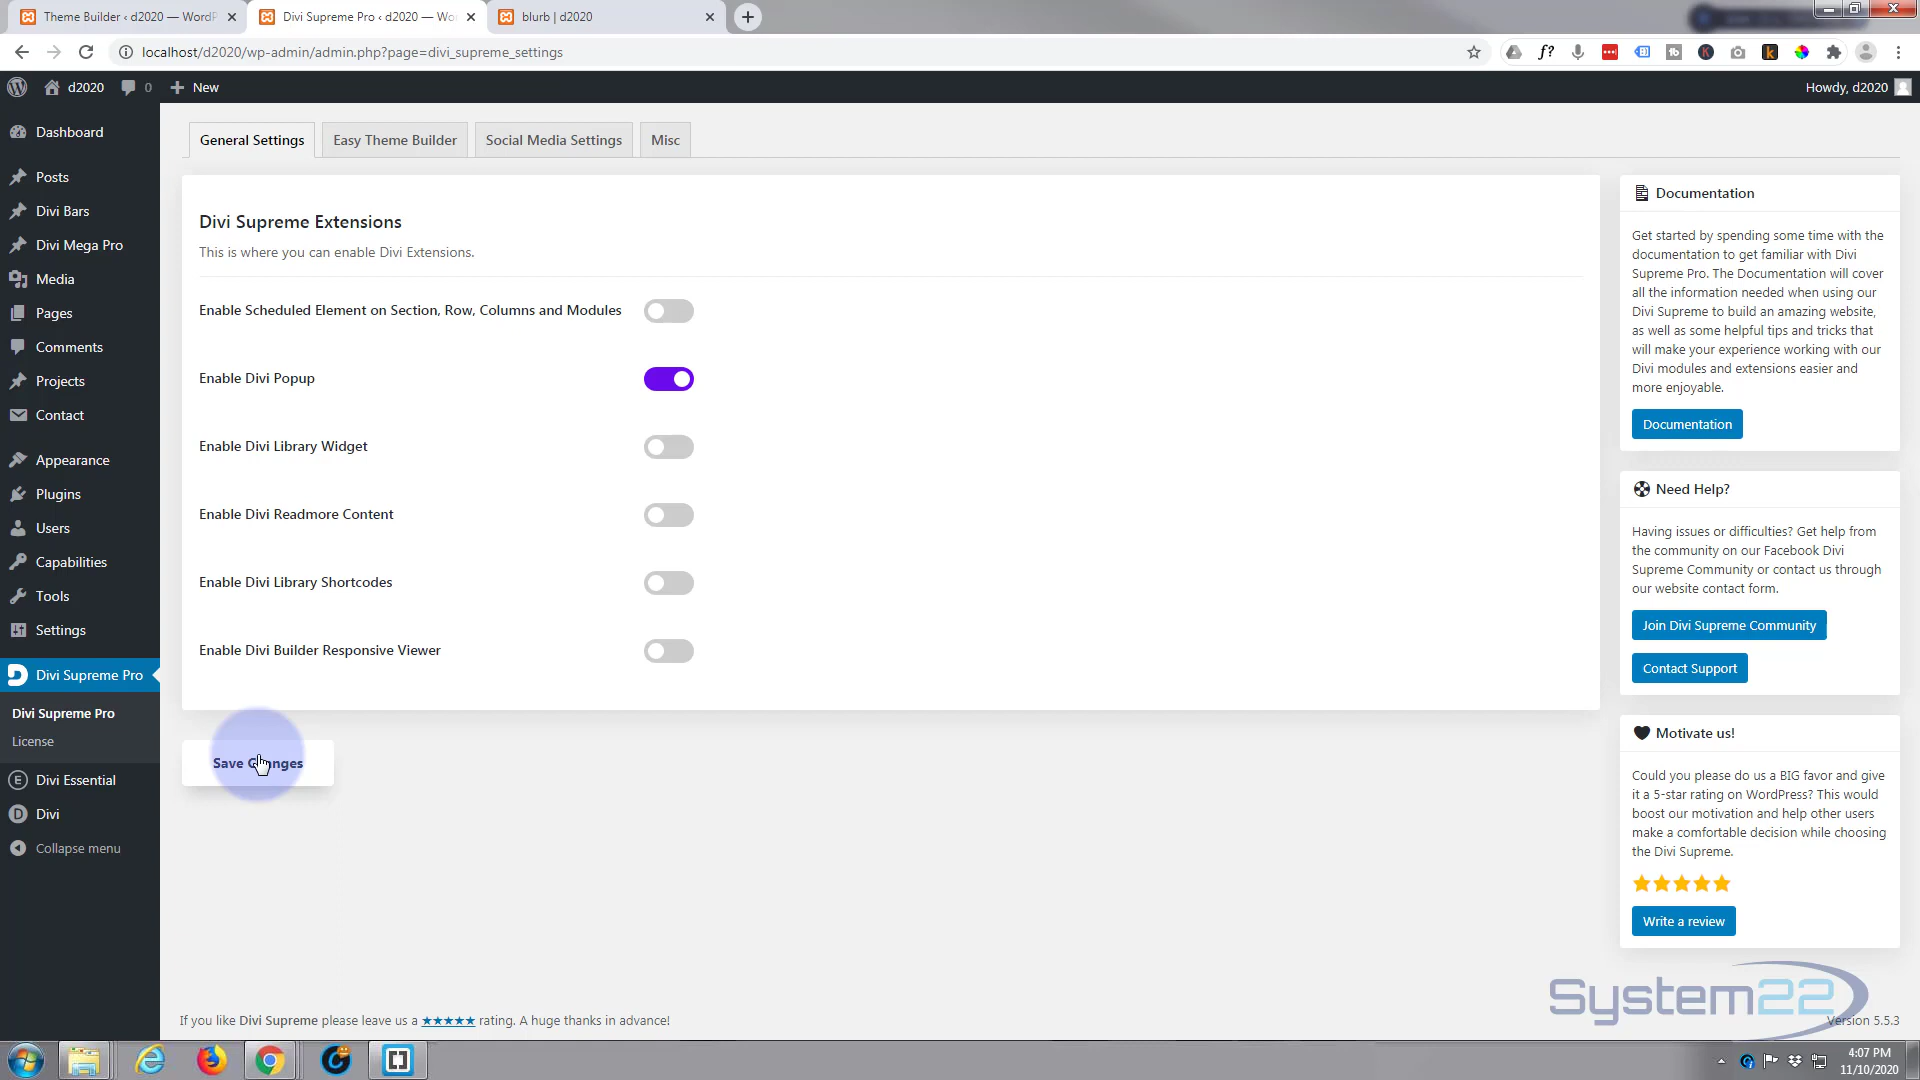 Theme Builder ‹ d2020 — WordP
Divi Supreme Pro ‹ d2020 — Wor
blurb | d2020
localhost/d2020/wp-admin/admin.php?page=divi_supreme_settings
d2020
0
New
Howdy, d2020
Dashboard
Posts
Divi Bars
Divi Mega Pro
Media
Pages
Comments
Projects
Contact
Appearance
Plugins
Users
Capabilities
Tools
Settings
Divi Supreme Pro
Divi Supreme Pro
License
Divi Essential
Divi
Collapse menu
General Settings
Easy Theme Builder
Social Media Settings
Misc
Divi Supreme Extensions
This is where you can enable Divi Extensions.
Enable Scheduled Element on Section, Row, Columns and Modules
Enable Divi Popup
Enable Divi Library Widget
Enable Divi Readmore Content
Enable Divi Library Shortcodes
Enable Divi Builder Responsive Viewer
Save Changes
Documentation
Get started by spending some time with the
documentation to get familiar with Divi
Supreme Pro. The Documentation will cover
all the information needed when using our
Divi Supreme to build an amazing website,
as well as some helpful tips and tricks that
will make your experience working with our
Divi modules and extensions easier and
more enjoyable.
Documentation
Need Help?
Having issues or difficulties? Get help from
the community on our Facebook Divi
Supreme Community or contact us through
our website contact form.
Join Divi Supreme Community
Contact Support
Motivate us!
Could you please do us a BIG favor and give
it a 5-star rating on WordPress? This would
boost our motivation and help other users
make a comfortable decision while choosing
the Divi Supreme.
Write a review
If you like Divi Supreme please leave us a ★★★★★ rating. A huge thanks in advance!
System22
Version 5.5.3
4:07 PM
11/10/2020